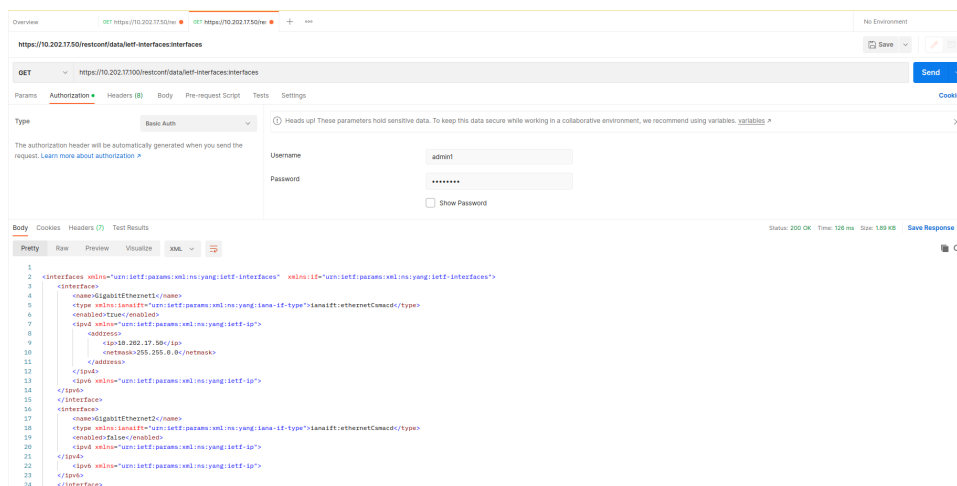 Overview GET https://10.202.17.50/res GET https://10.202.17.50/res No Environment
https://10.202.17.50/restconf/data/ietf-interfaces:interfaces Save
GET https://10.202.17.100/restconf/data/ietf-interfaces:interfaces Send
Params Authorization Headers (8) Body Pre-request Script Tests Settings Cooki
Type Basic Auth Heads up! These parameters hold sensitive data. To keep this data secure while working in a collaborative environment, we recommend using variables. variables ↗
The authorization header will be automatically generated when you send the
request. Learn more about authorization ↗
Username admin1
Password ••••••••
Show Password
Body Cookies Headers (7) Test Results Status: 200 OK Time: 126 ms Size: 1.69 KB Save Response
Pretty Raw Preview Visualize XML
1
2 <interfaces xmlns="urn:ietf:params:xml:ns:yang:ietf-interfaces" xmlns:if="urn:ietf:params:xml:ns:yang:ietf-interfaces">
3 <interface>
4 <name>GigabitEthernet1</name>
5 <type xmlns:ianaift="urn:ietf:params:xml:ns:yang:iana-if-type">ianaift:ethernetCsmacd</type>
6 <enabled>true</enabled>
7 <ipv4 xmlns="urn:ietf:params:xml:ns:yang:ietf-ip">
8 <address>
9 <ip>10.202.17.50</ip>
10 <netmask>255.255.0.0</netmask>
11 </address>
12 </ipv4>
13 <ipv6 xmlns="urn:ietf:params:xml:ns:yang:ietf-ip">
14 </ipv6>
15 </interface>
16 <interface>
17 <name>GigabitEthernet2</name>
18 <type xmlns:ianaift="urn:ietf:params:xml:ns:yang:iana-if-type">ianaift:ethernetCsmacd</type>
19 <enabled>false</enabled>
20 <ipv4 xmlns="urn:ietf:params:xml:ns:yang:ietf-ip">
21 </ipv4>
22 <ipv6 xmlns="urn:ietf:params:xml:ns:yang:ietf-ip">
23 </ipv6>
24 </interface>